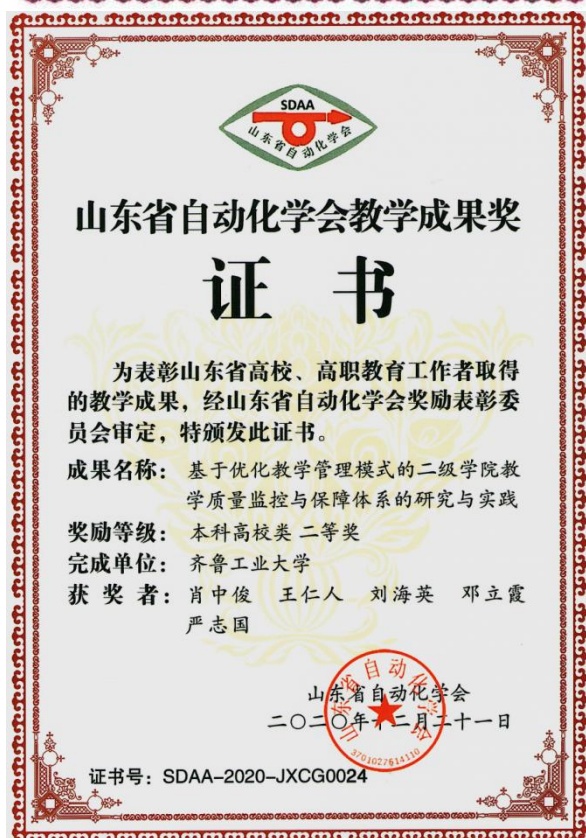 SDAA
山东省自动化学会
山东省自动化学会教学成果奖
证 书
为表彰山东省高校、高职教育工作者取得
的教学成果，经山东省自动化学会奖励表彰委
员会审定，特颁发此证书。
成果名称：基于优化教学管理模式的二级学院教
学质量监控与保障体系的研究与实践
奖励等级：本科高校类 二等奖
完成单位：齐鲁工业大学
获 奖 者：肖中俊 王仁人 刘海英 邓立霞
严志国
山东省自动化学会
二〇二〇年十二月二十一日
山东省自动化学会
3701027614110
证书号：SDAA-2020-JXCG0024